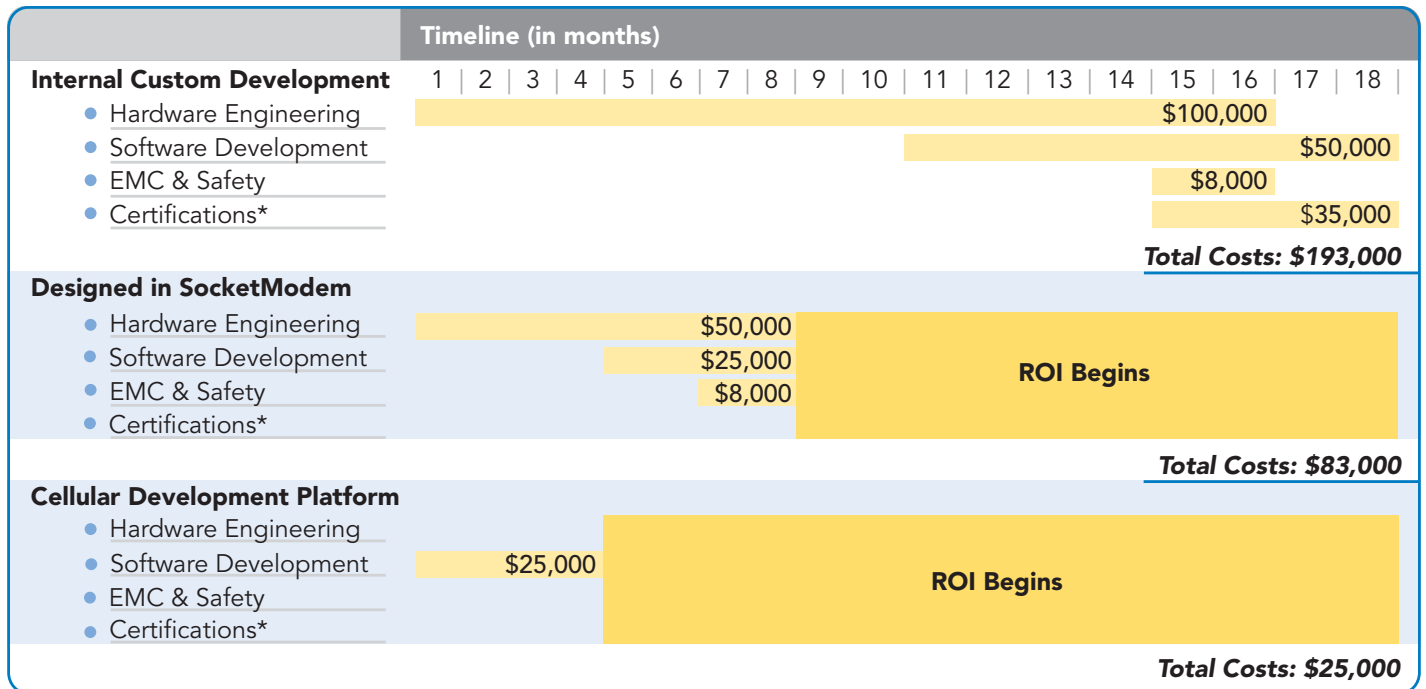 Timeline (in months)
Internal Custom Development 1 | 2 | 3 | 4 | 5 | 6 | 7 | 8 | 9 | 10 | 11 | 12 | 13 | 14 | 15 | 16 | 17 | 18 |
• Hardware Engineering $100,000
• Software Development $50,000
• EMC & Safety $8,000
• Certifications* $35,000
Total Costs: $193,000
Designed in SocketModem
• Hardware Engineering $50,000
• Software Development $25,000
ROI Begins
• EMC & Safety $8,000
• Certifications*
Total Costs: $83,000
Cellular Development Platform
• Hardware Engineering
• Software Development $25,000
ROI Begins
• EMC & Safety
• Certifications*
Total Costs: $25,000